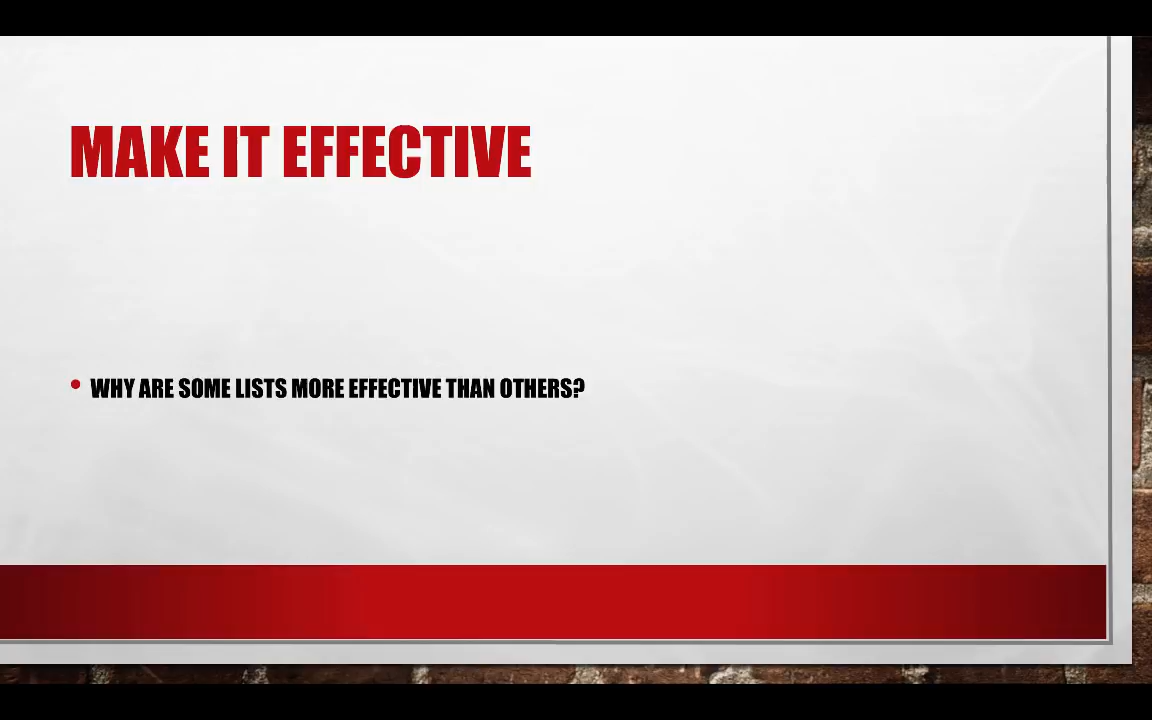 MAKE IT EFFECTIVE
• WHY ARE SOME LISTS MORE EFFECTIVE THAN OTHERS?